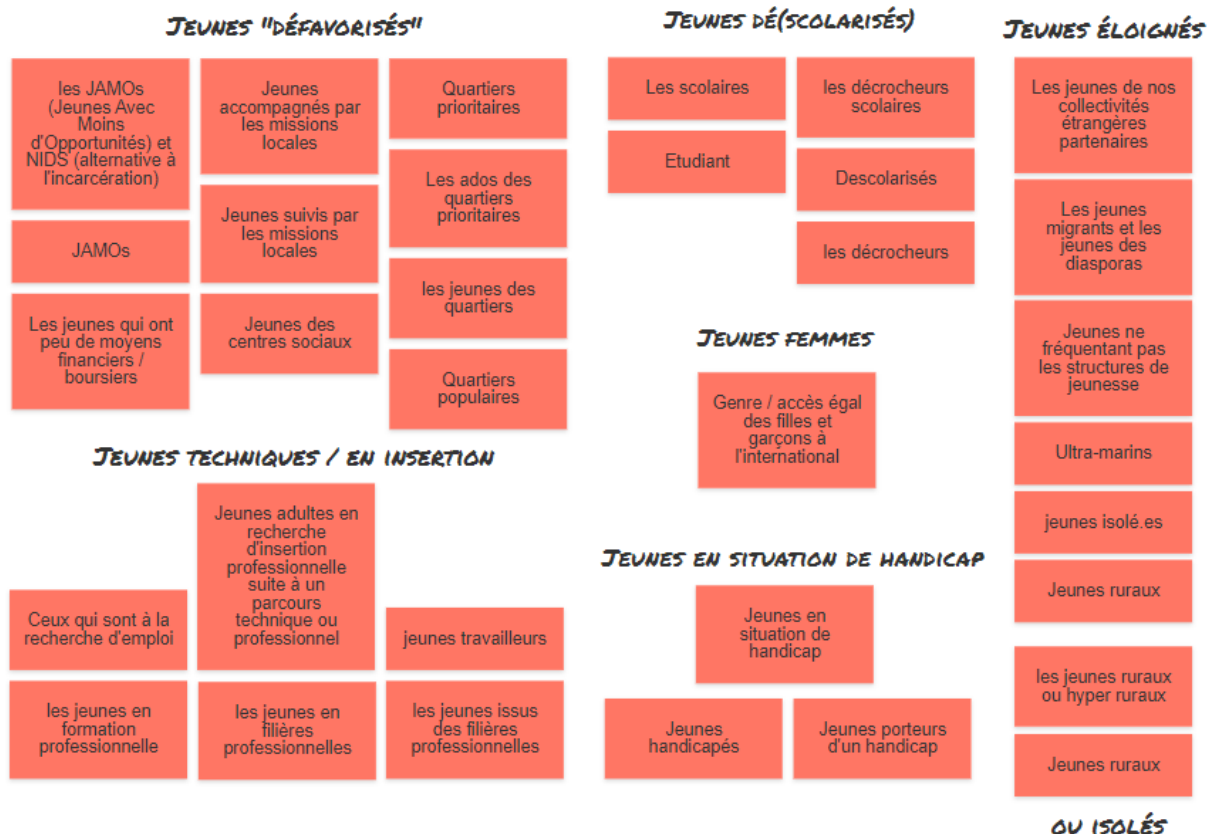 JEUNES "DÉFAVORISÉS"
les JAMOs
(Jeunes Avec
Moins
d'Opportunités) et
NIDS (alternative à
l'incarcération)
JAMOs
Les jeunes qui ont
peu de moyens
financiers /
boursiers
Jeunes
accompagnés par
les missions
locales
Jeunes suivis par
les missions
locales
Jeunes des
centres sociaux
Quartiers
prioritaires
Les ados des
quartiers
prioritaires
les jeunes des
quartiers
Quartiers
populaires
JEUNES TECHNIQUES / EN INSERTION
Ceux qui sont à la
recherche d'emploi
Jeunes adultes en
recherche
d'insertion
professionnelle
suite à un
parcours
technique ou
professionnel
jeunes travailleurs
les jeunes en
formation
professionnelle
les jeunes en
filières
professionnelles
les jeunes issus
des filières
professionnelles
JEUNES DÉ(SCOLARISÉS)
Les scolaires
Etudiant
les décrocheurs
scolaires
Descolarisés
les décrocheurs
JEUNES FEMMES
Genre / accès égal
des filles et
garçons à
l'international
JEUNES EN SITUATION DE HANDICAP
Jeunes en
situation de
handicap
Jeunes
handicapés
Jeunes porteurs
d'un handicap
JEUNES ÉLOIGNÉS
Les jeunes de nos
collectivités
étrangères
partenaires
Les jeunes
migrants et les
jeunes des
diasporas
Jeunes ne
fréquentant pas
les structures de
jeunesse
Ultra-marins
jeunes isolé.es
Jeunes ruraux
les jeunes ruraux
ou hyper ruraux
Jeunes ruraux
OU ISOLÉS